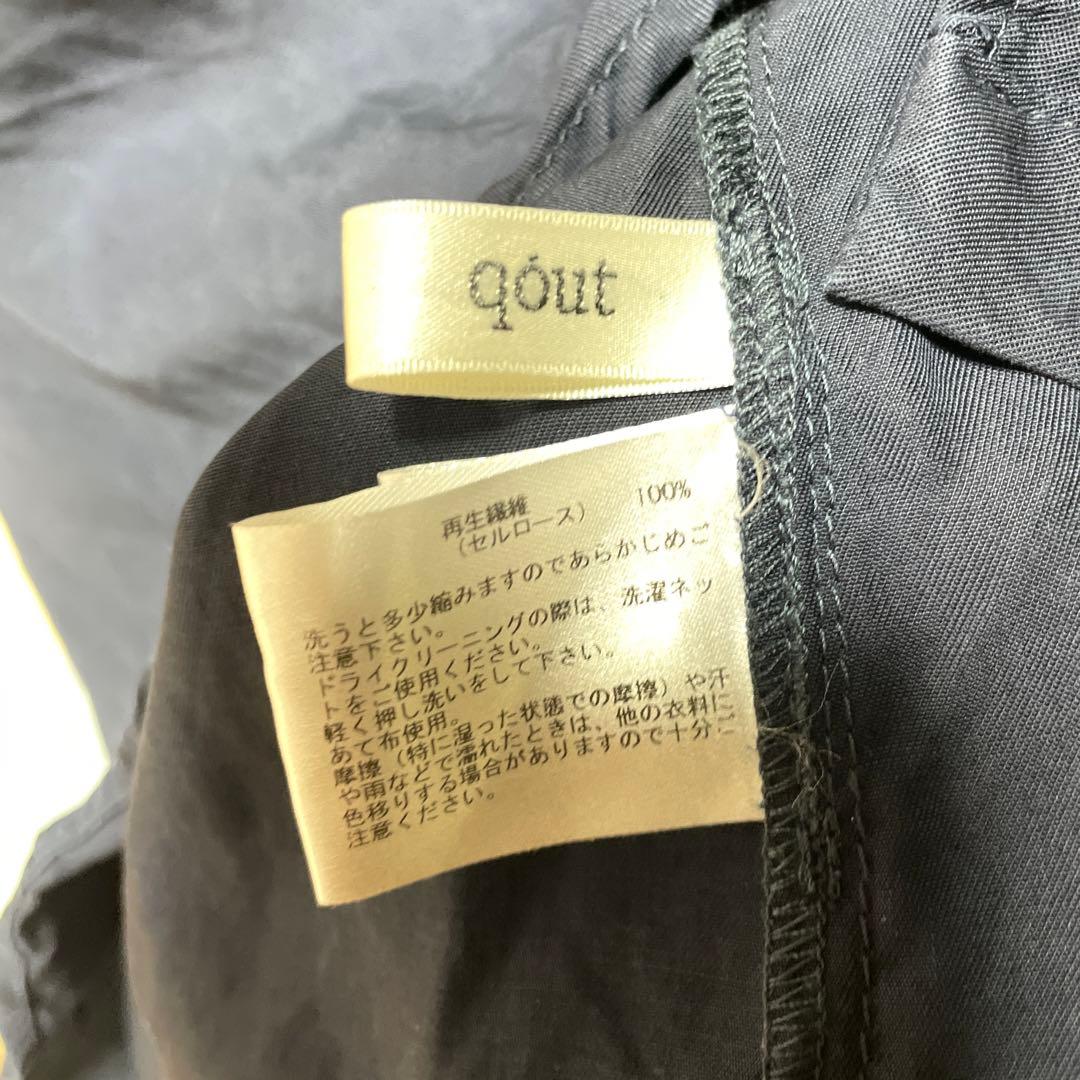 qóut
再生繊維 100%
（セルロース）
洗うと多少縮みますのであらかじめご
注意下さい。
ドライクリーニングの際は、洗濯ネッ
トをご使用ください。
軽く押し洗いをして下さい。
あて布使用。
摩擦（特に湿った状態での摩擦）や汗
や雨などで濡れたときは、他の衣料に
色移りする場合がありますので十分ご
注意ください。